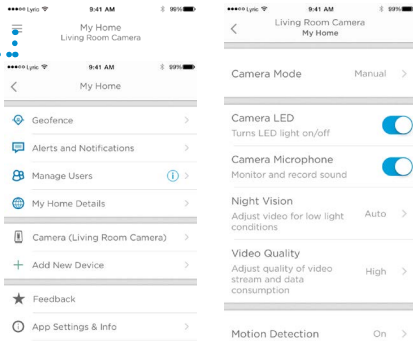 Lyric 9:41 AM 99%
My Home
Living Room Camera
Lyric 9:41 AM 99%
My Home
Geofence
Alerts and Notifications
Manage Users
My Home Details
Camera (Living Room Camera)
Add New Device
Feedback
App Settings & Info
Lyric 9:41 AM 99%
Living Room Camera
My Home
Camera Mode Manual
Camera LED
Turns LED light on/off
Camera Microphone
Monitor and record sound
Night Vision
Adjust video for low light Auto
conditions
Video Quality
Adjust quality of video
stream and data High
consumption
Motion Detection On